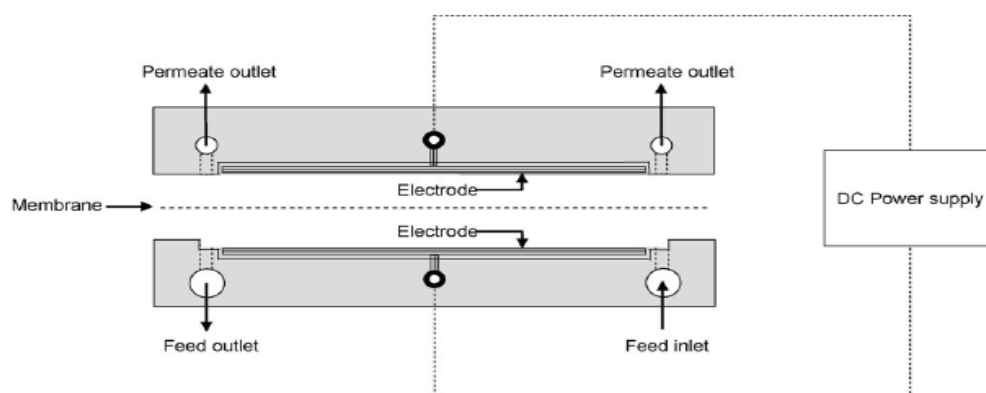 Permeate outlet
Permeate outlet
Electrode
Membrane
DC Power supply
Electrode
Feed outlet
Feed inlet